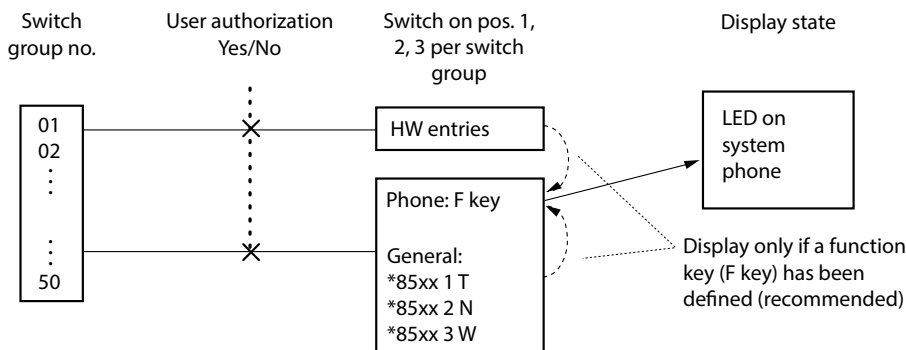 Switch
group no.
User authorization
Yes/No
Switch on pos. 1,
2, 3 per switch
group
Display state
01
02
50
HW entries
Phone: F key
General:
*85xx 1 T
*85xx 2 N
*85xx 3 W
LED on
system
phone
Display only if a function
key (F key) has been
defined (recommended)